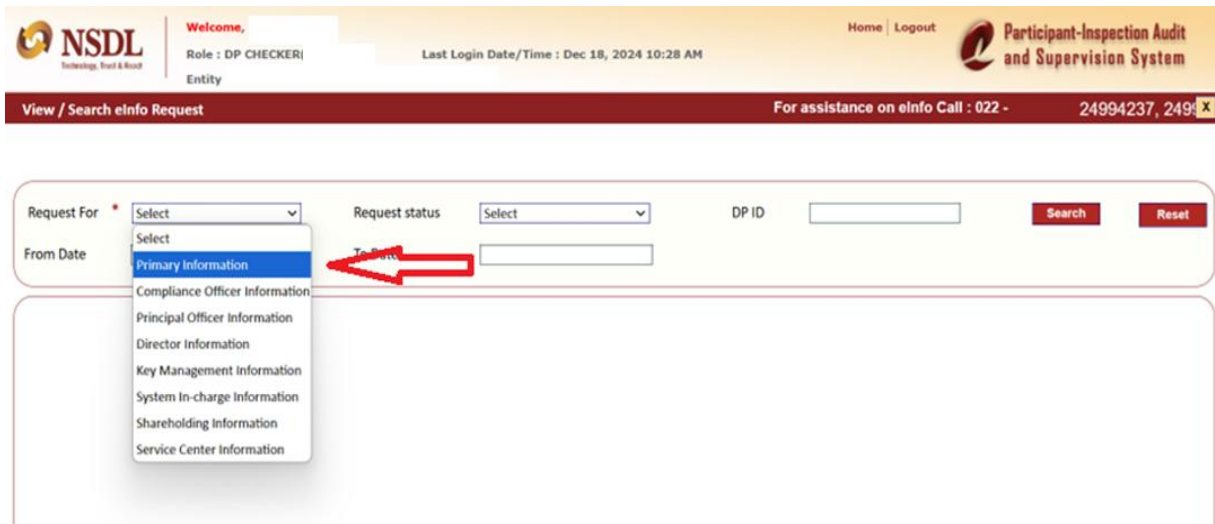 NSDL
Technology, Trust & Reach
Welcome,
Role : DP CHECKER(
Entity
Last Login Date/Time : Dec 18, 2024 10:28 AM
Home Logout
Participant-Inspection Audit
and Supervision System
View / Search eInfo Request
For assistance on eInfo Call : 022 - 24994237, 249
X
Request For * Select
Request status Select
DP ID
Search
Reset
From Date
Select
Primary Information
Compliance Officer Information
Principal Officer Information
Director Information
Key Management Information
System In-charge Information
Shareholding Information
Service Center Information